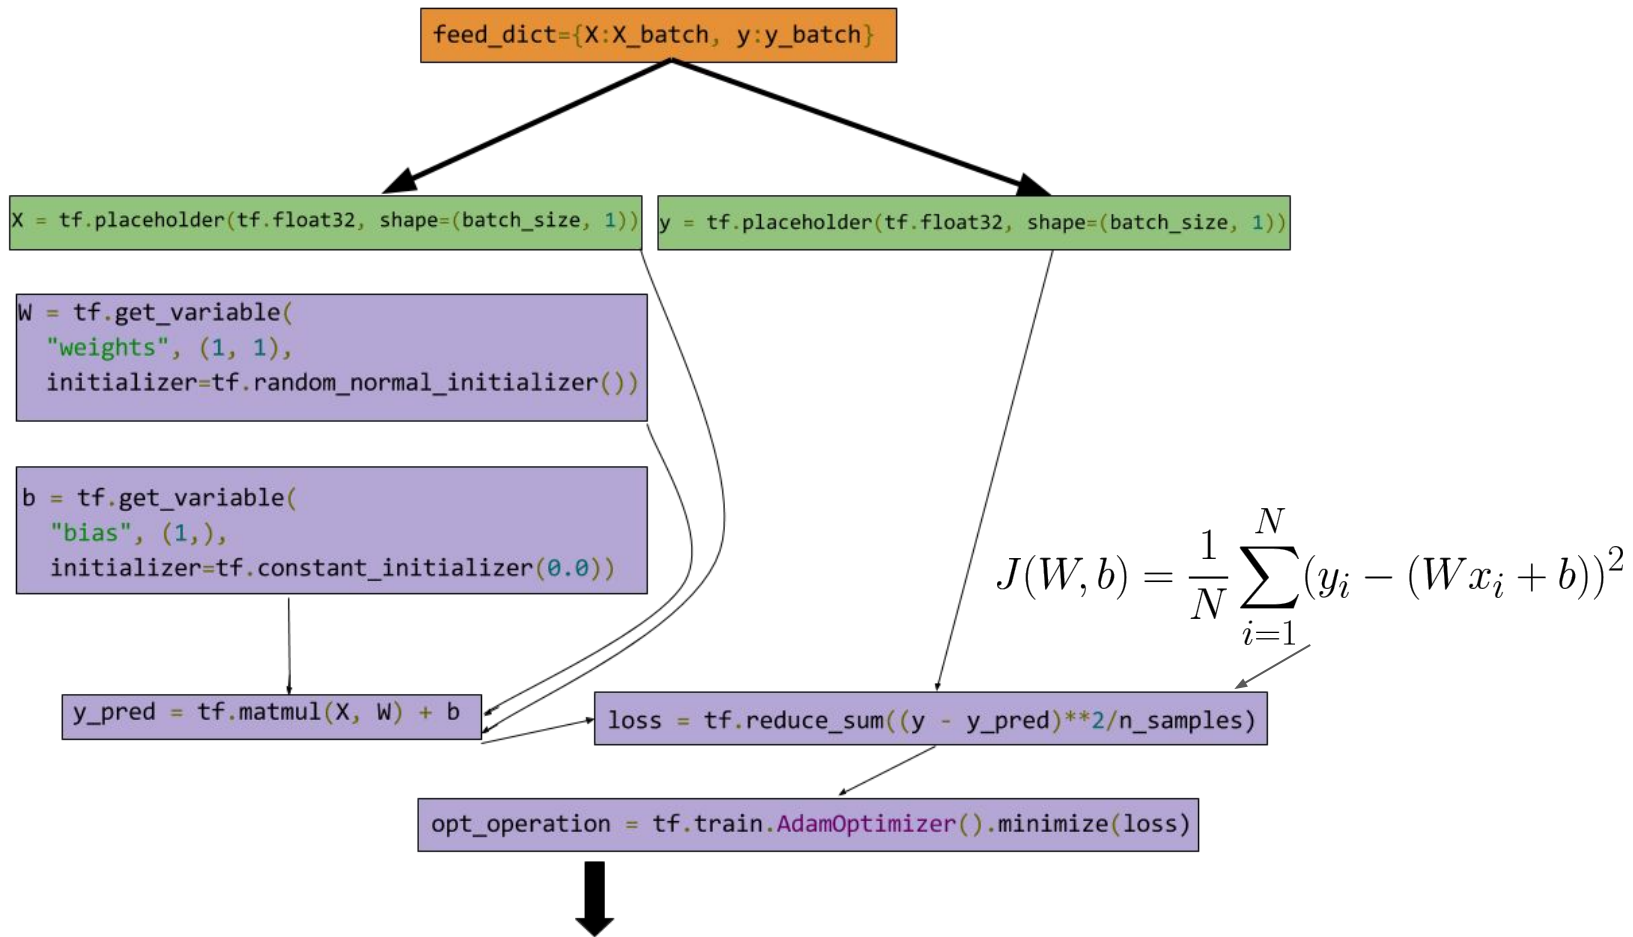 feed_dict={X:X_batch, y:y_batch}
X = tf.placeholder(tf.float32, shape=(batch_size, 1))
y = tf.placeholder(tf.float32, shape=(batch_size, 1))
W = tf.get_variable(
"weights", (1, 1),
initializer=tf.random_normal_initializer())
b = tf.get_variable(
"bias", (1,),
initializer=tf.constant_initializer(0.0))
J(W, b) = \frac{1}{N} \sum_{i=1}^{N} (y_i - (Wx_i + b))^2
y_pred = tf.matmul(X, W) + b
loss = tf.reduce_sum((y - y_pred)**2/n_samples)
opt_operation = tf.train.AdamOptimizer().minimize(loss)